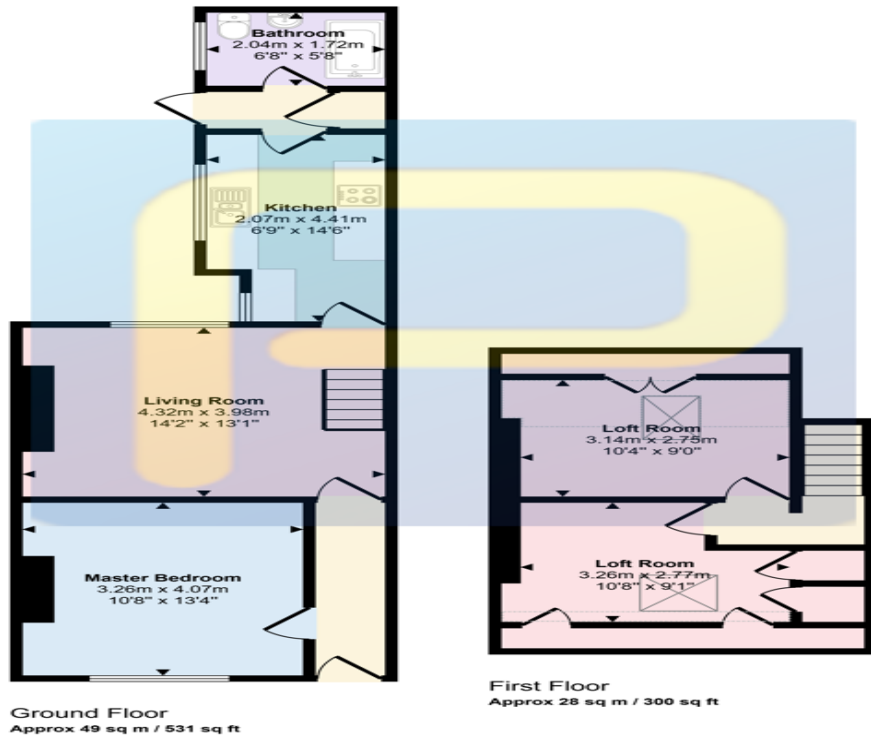 Bathroom
2.04m x 1.72m
6'8" x 5'8"
Kitchen
2.07m x 4.41m
6'9" x 14'6"
Living Room
4.32m x 3.98m
14'2" x 13'1"
Master Bedroom
3.26m x 4.07m
10'8" x 13'4"
Ground Floor
Approx 49 sq m / 531 sq ft
Loft Room
3.14m x 2.75m
10'4" x 9'0"
Loft Room
3.26m x 2.77m
10'8" x 9'1"
First Floor
Approx 28 sq m / 300 sq ft